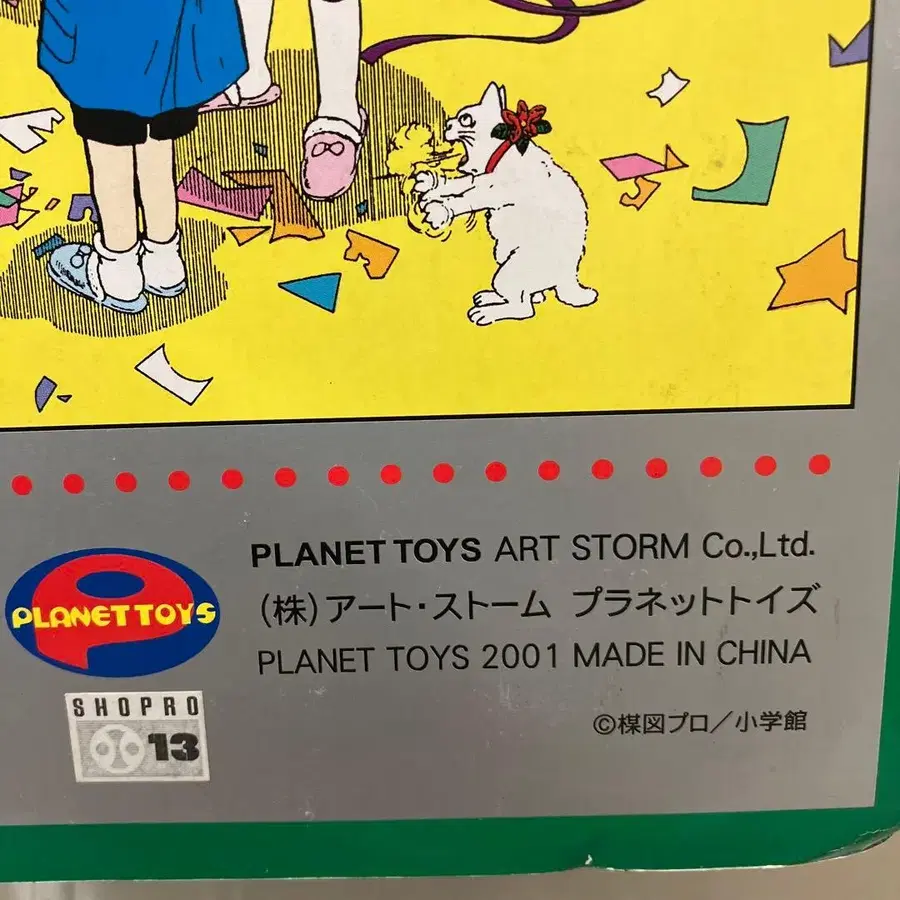 PLANET TOYS ART STORM Co.,Ltd.
(株)アート・ストーム プラネットトイズ
PLANET TOYS 2001 MADE IN CHINA
©楳図プロ／小学館
PLANET TOYS
SHOPRO
13